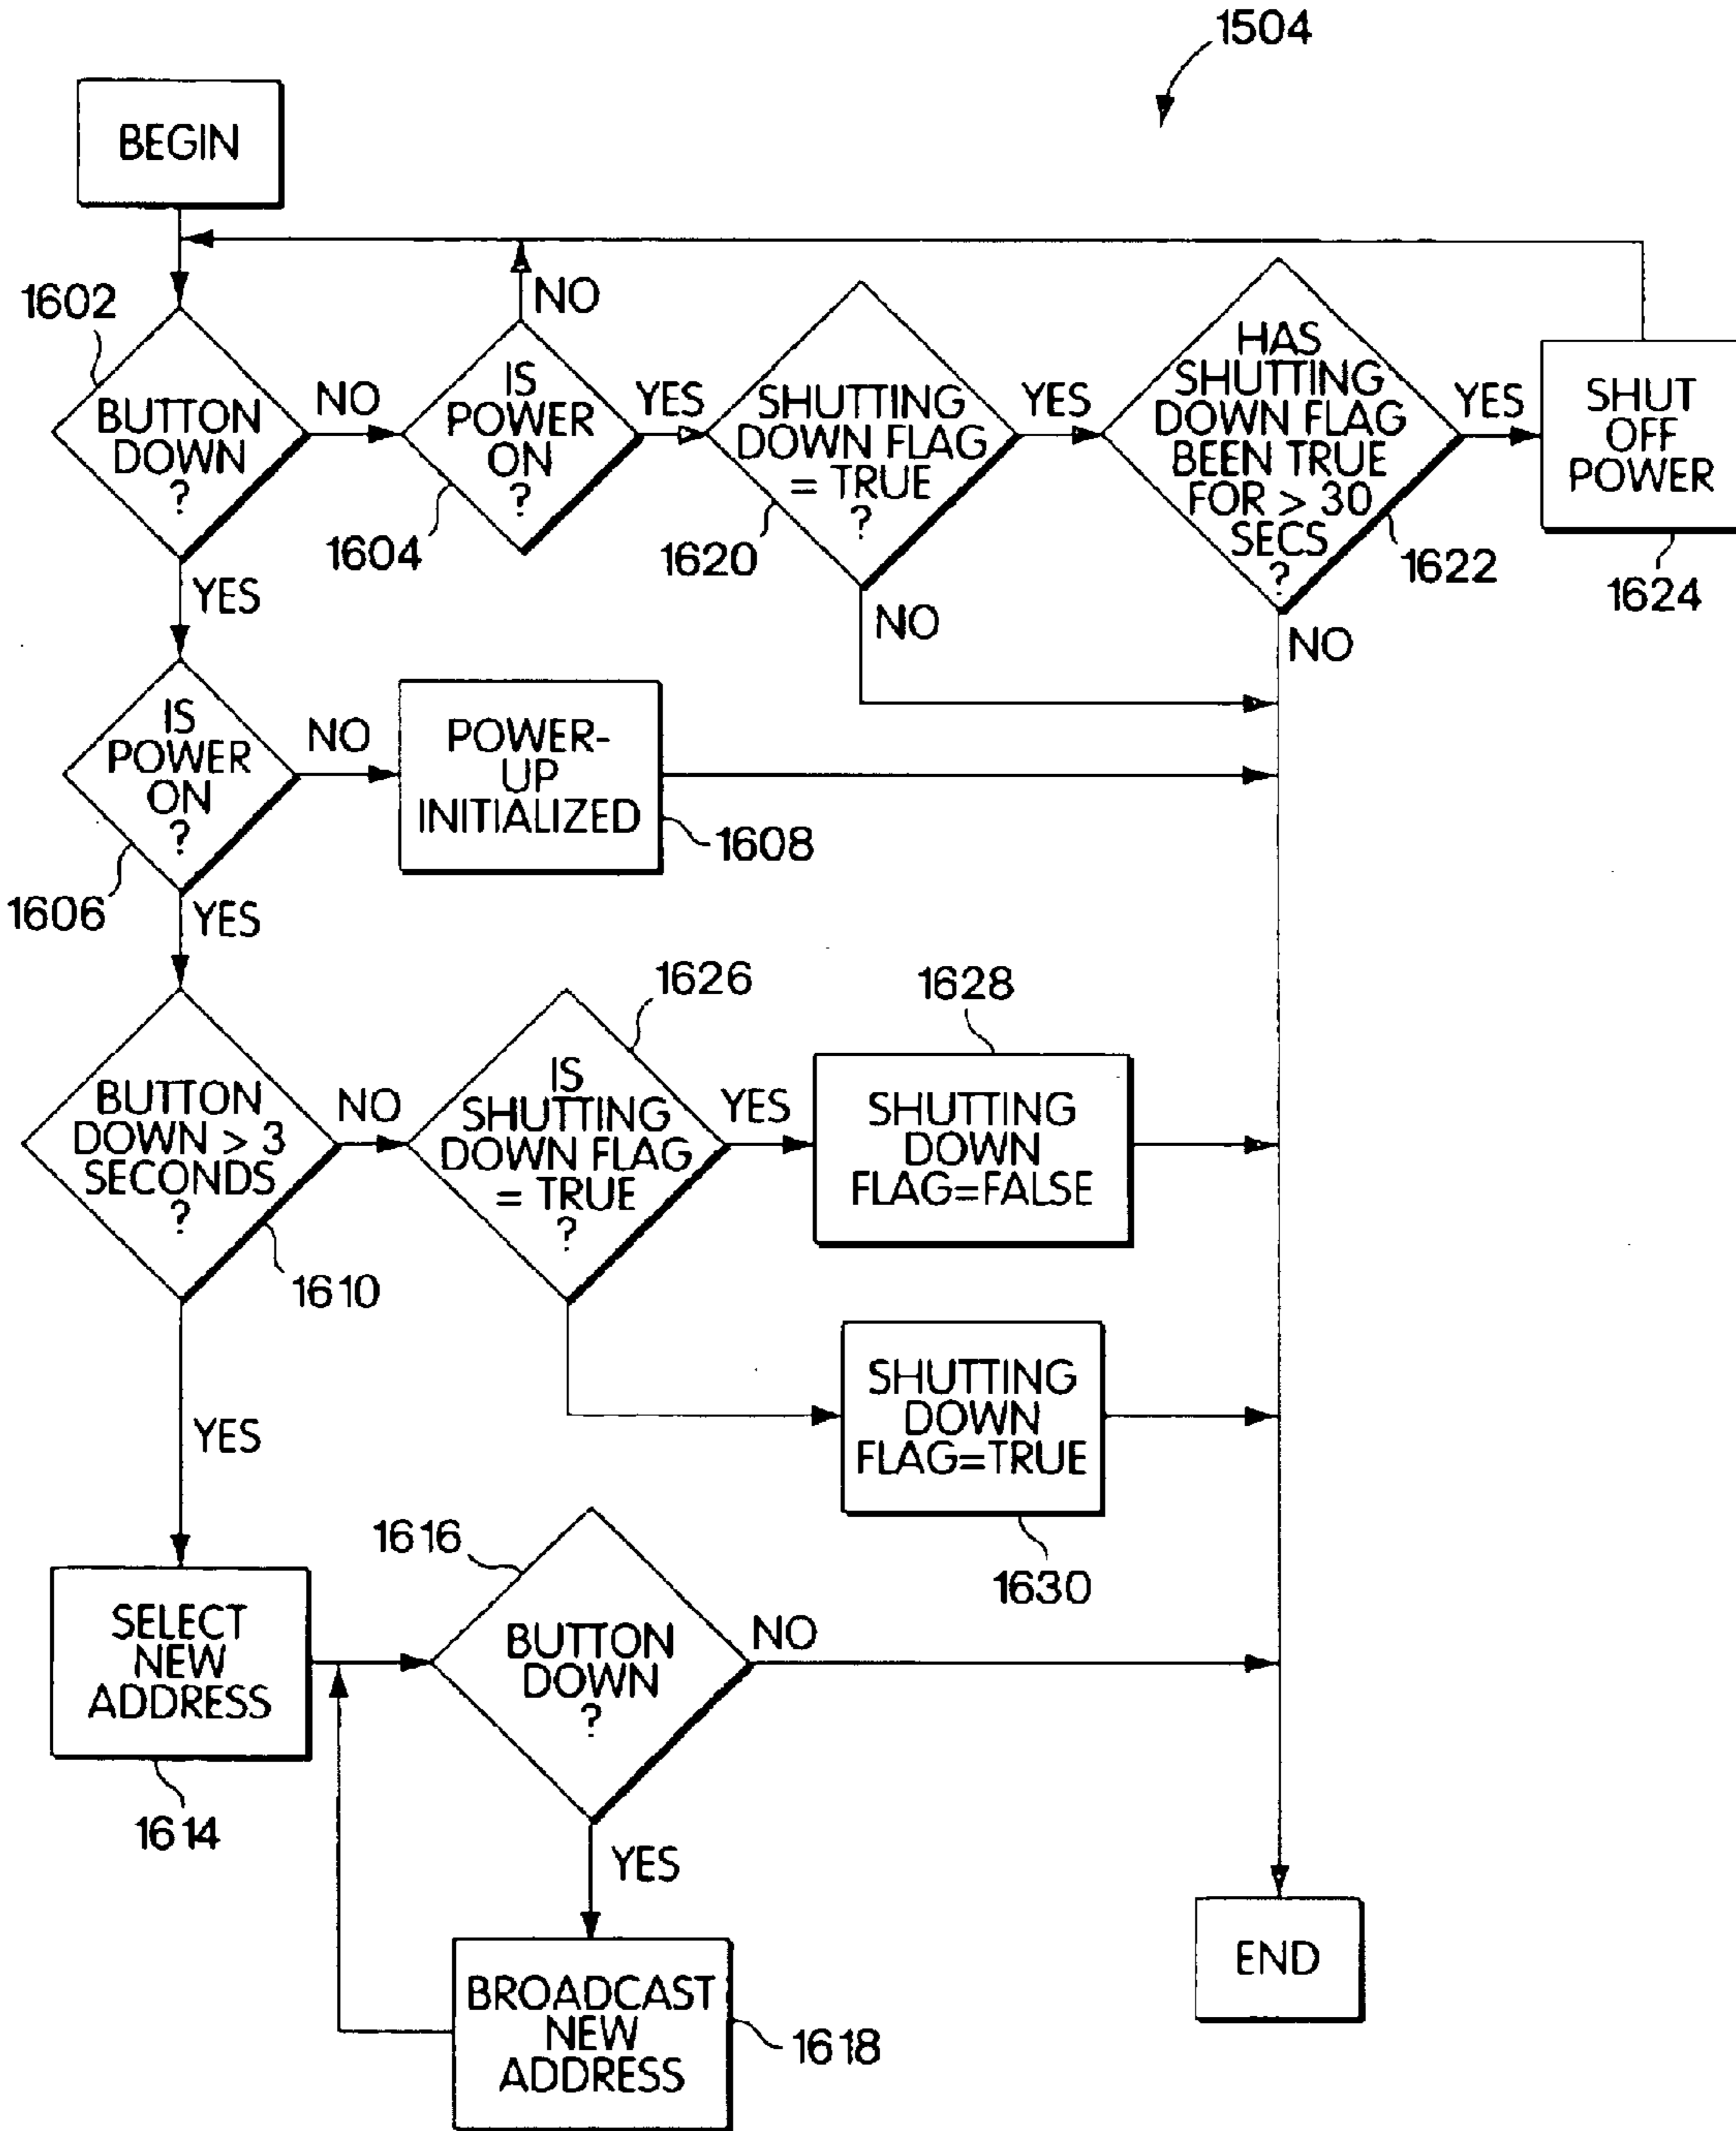 1504
BEGIN
1602
BUTTON
DOWN
?
NO
YES
IS
POWER
ON
?
1604
NO
YES
SHUTTING
DOWN FLAG
= TRUE
?
1620
YES
NO
HAS
SHUTTING
DOWN FLAG
BEEN TRUE
FOR > 30
SECS
?
1622
YES
NO
SHUT
OFF
POWER
1624
IS
POWER
ON
?
1606
NO
YES
POWER-
UP
INITIALIZED
1608
BUTTON
DOWN > 3
SECONDS
?
1610
NO
YES
1626
IS
SHUTTING
DOWN FLAG
= TRUE
?
YES
1628
SHUTTING
DOWN
FLAG=FALSE
SHUTTING
DOWN
FLAG=TRUE
1630
SELECT
NEW
ADDRESS
1614
1616
BUTTON
DOWN
?
NO
YES
BROADCAST
NEW
ADDRESS
1618
END